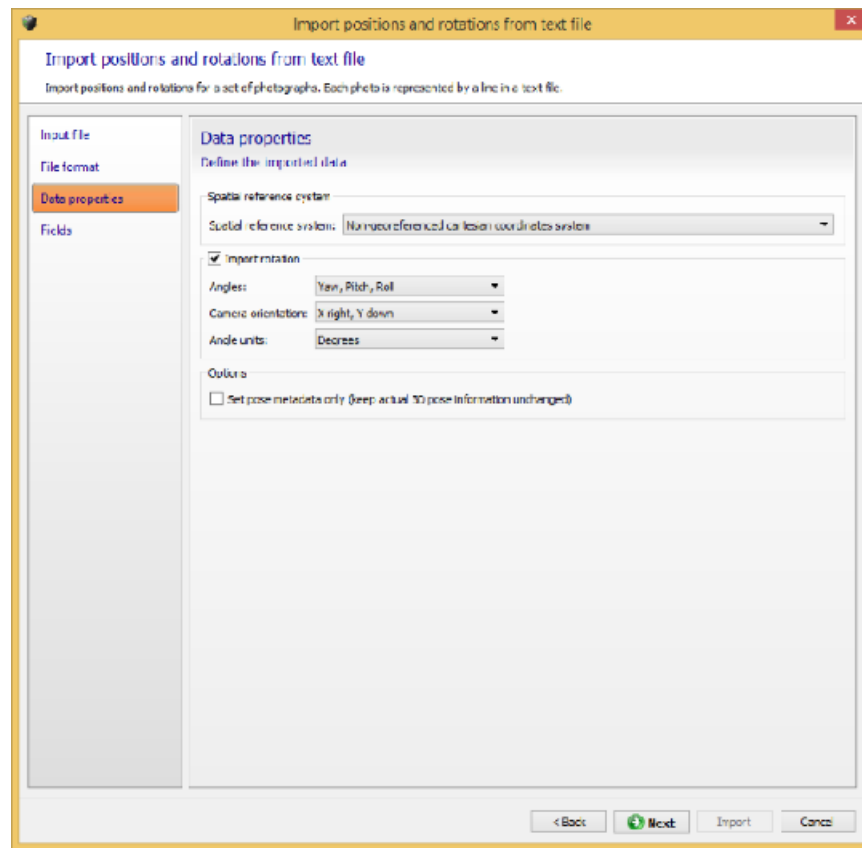 Import positions and rotations from text file
Import positions and rotations from text file
Import positions and rotations for a set of photographs. Each photo is represented by a line in a text file.
Input file
File format
Data properties
Fields
Data properties
Define the imported data
Spatial reference system
Spatial reference system: Non-georeferenced cartesian coordinates system
Import rotation
Angles: Yaw, Pitch, Roll
Camera orientation: X right, Y down
Angle units: Degrees
Options
Set pose metadata only (keep actual 3D pose information unchanged)
< Back Next Import Cancel